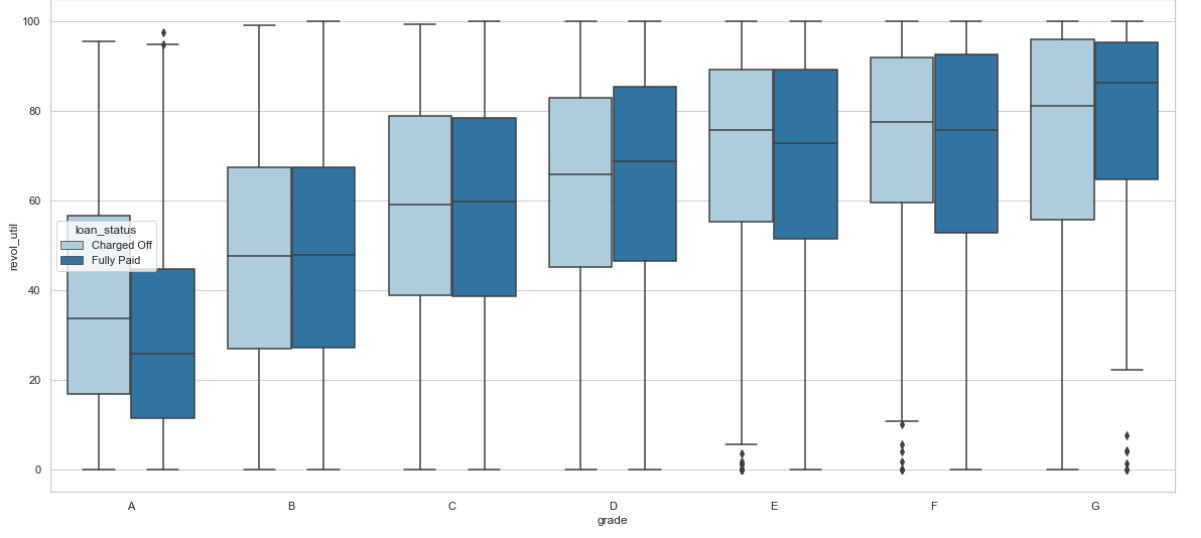 100
80
60
40
20
0
revol_util
loan_status
Charged Off
Fully Paid
A B C D E F G
grade